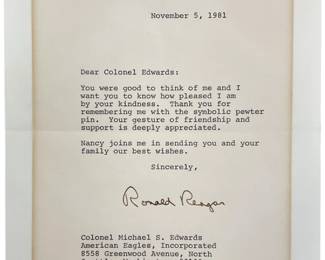 November 5, 1981
Dear Colonel Edwards:
You were good to think of me and I
want you to know how pleased I am
by your kindness. Thank you for
remembering me with the symbolic pewter
pin. Your gesture of friendship and
support is deeply appreciated.
Nancy joins me in sending you and your
family our best wishes.
Sincerely,
Ronald Reagan
Colonel Michael S. Edwards
American Eagles, Incorporated
8558 Greenwood Avenue, North